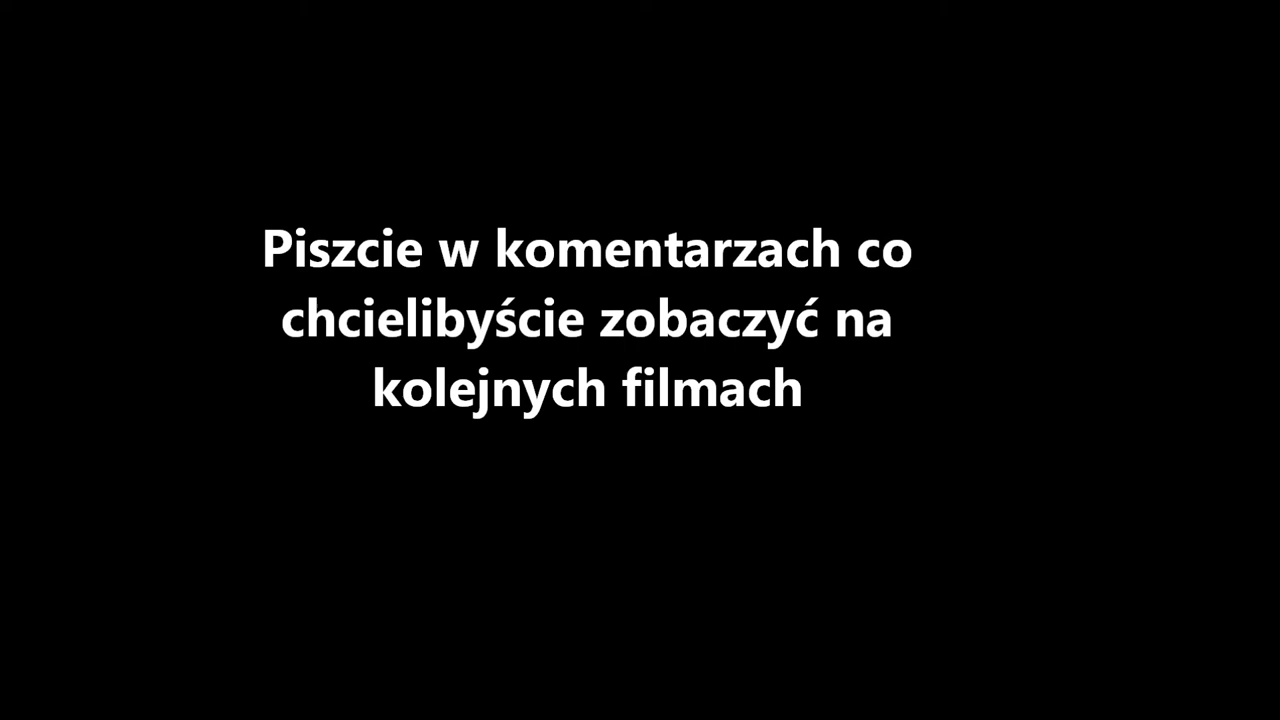 Piszcie w komentarzach co
chcielibyście zobaczyć na
kolejnych filmach